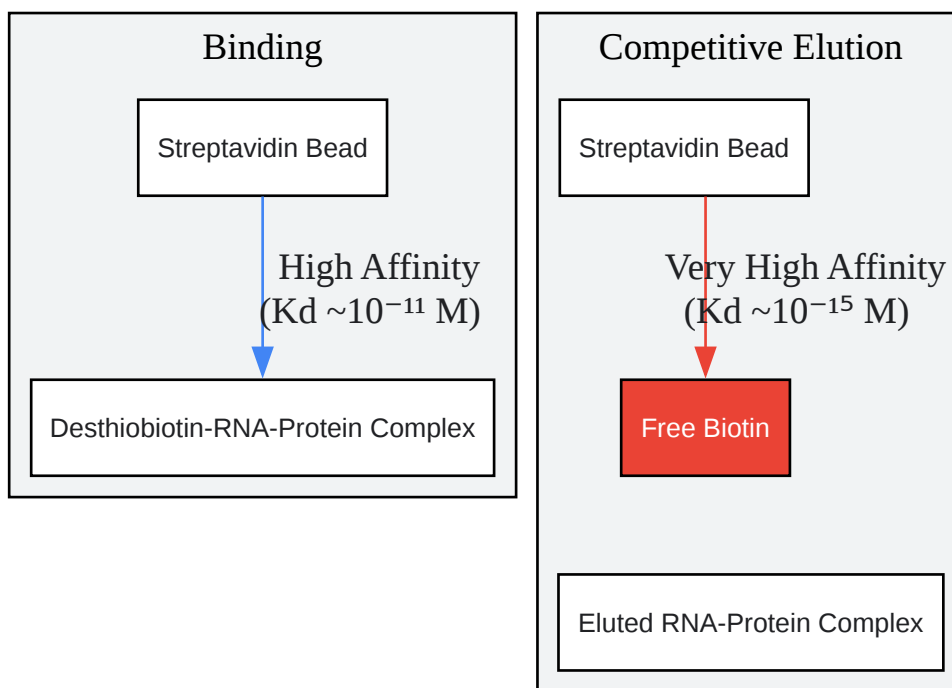 Binding
Streptavidin Bead
High Affinity
(Kd ~10⁻¹¹ M)
Desthiobiotin-RNA-Protein Complex
Competitive Elution
Streptavidin Bead
Very High Affinity
(Kd ~10⁻¹⁵ M)
Free Biotin
Eluted RNA-Protein Complex